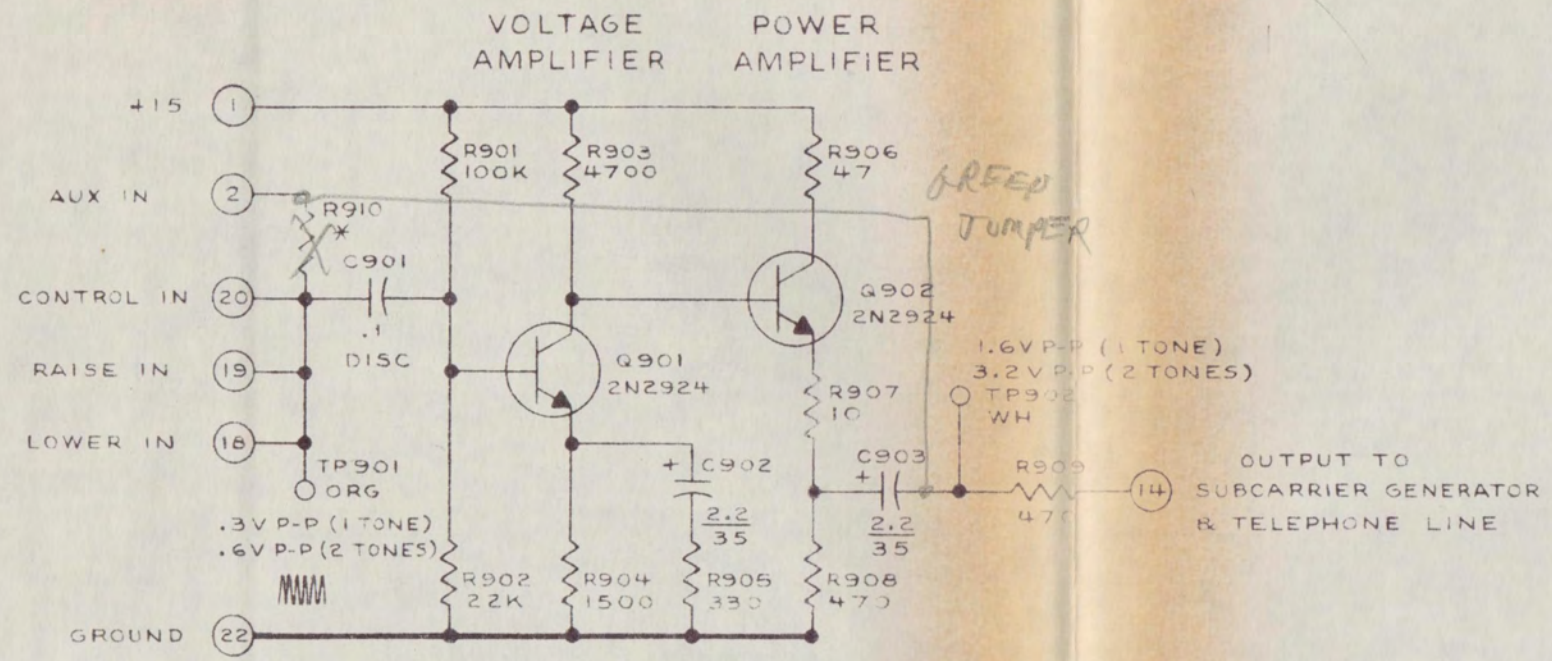 VOLTAGE
AMPLIFIER
POWER
AMPLIFIER
+15
1
R901
100K
R903
4700
R906
47
AUX IN
2
R910
*
GREEN
JUMPER
C901
.1
DISC
CONTROL IN
20
Q902
2N2924
RAISE IN
19
Q901
2N2924
1.6V P-P (1 TONE)
3.2V P-P (2 TONES)
TP902
WH
R907
10
LOWER IN
18
TP901
ORG
+
C902
2.2
35
C903
+
2.2
35
R909
470
14
OUTPUT TO
SUBCARRIER GENERATOR
& TELEPHONE LINE
.3V P-P (1 TONE)
.6V P-P (2 TONES)
R902
22K
R904
1500
R905
330
R908
470
GROUND
22